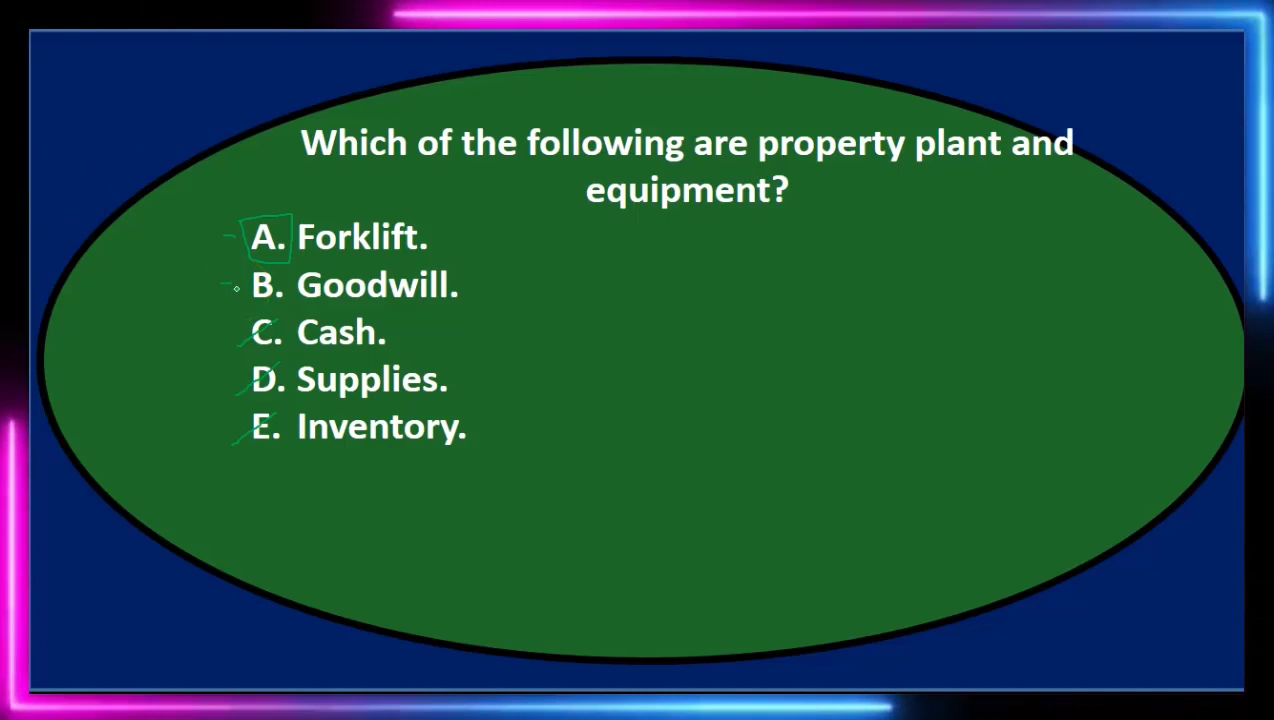 Which of the following are property plant and
equipment?
A. Forklift.
B. Goodwill.
C. Cash.
D. Supplies.
E. Inventory.